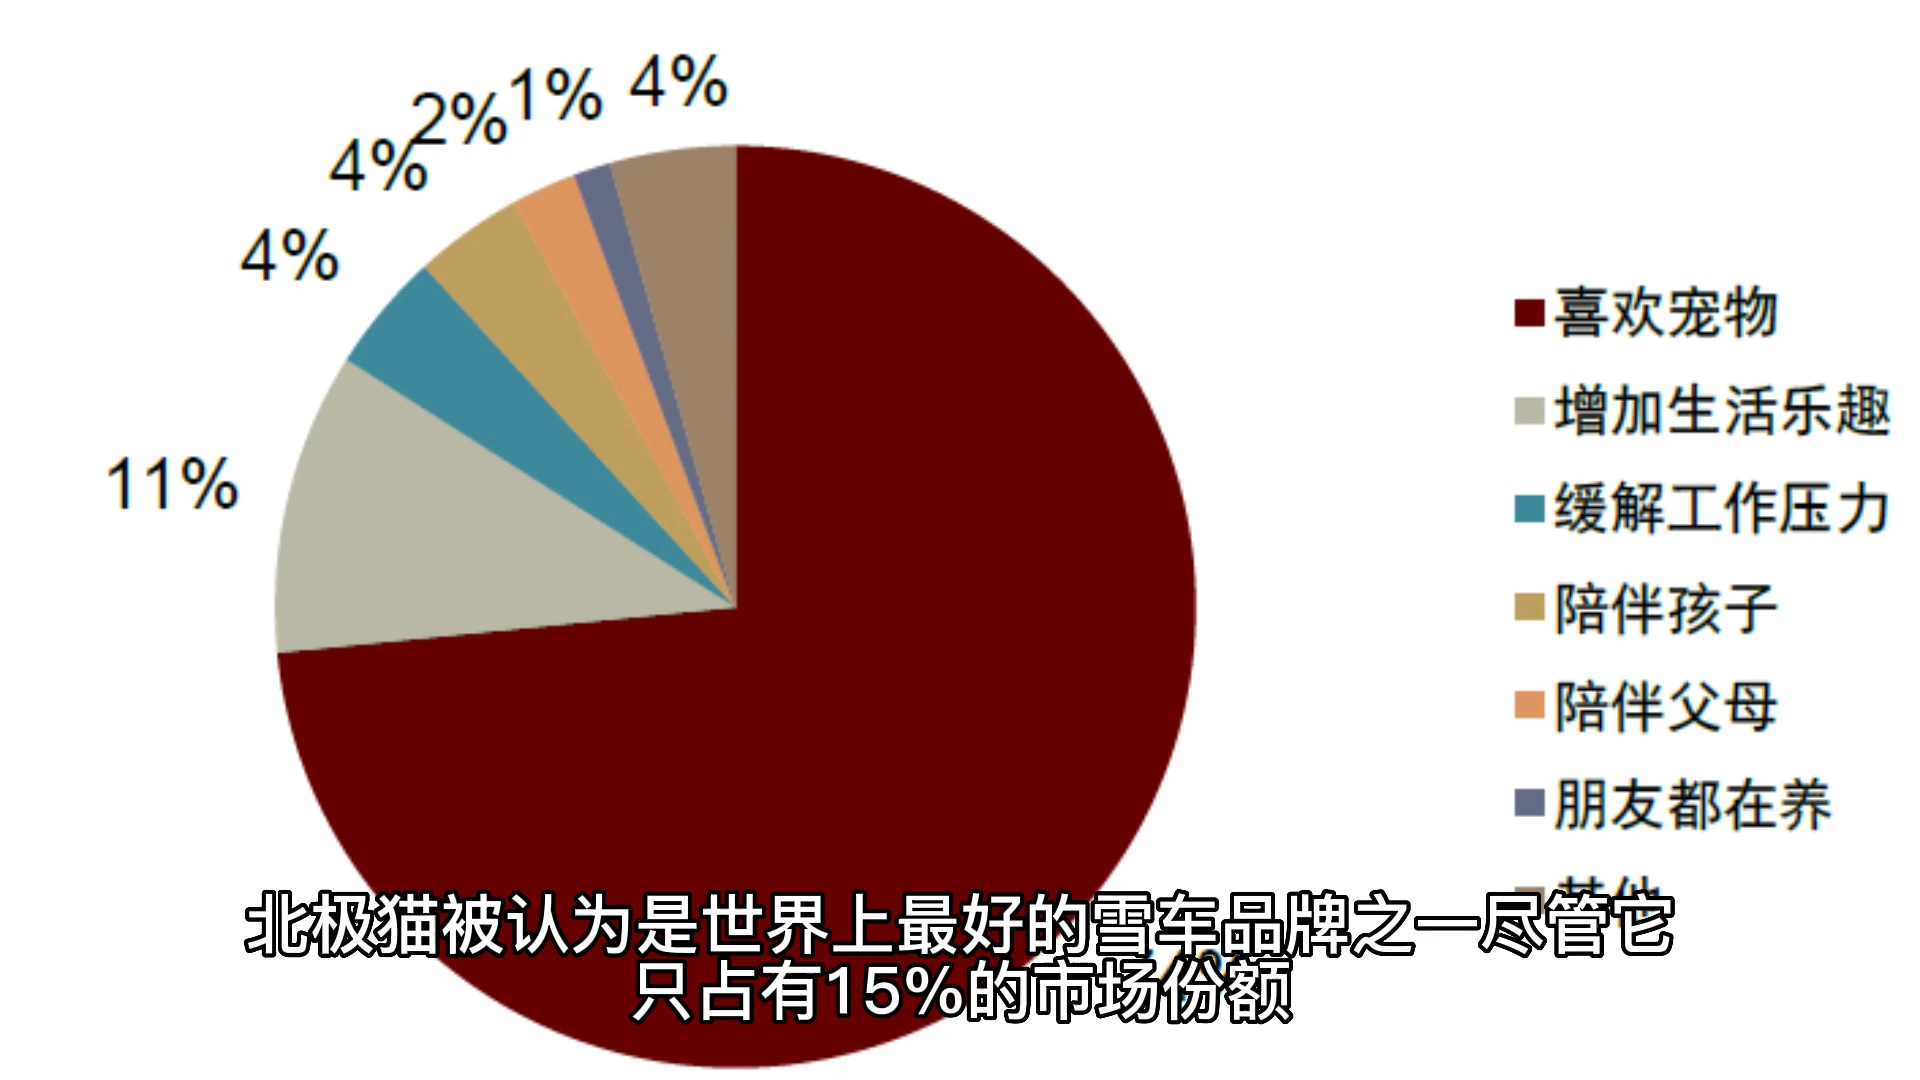 1%
4%
2%
4%
4%
11%
喜欢宠物
增加生活乐趣
缓解工作压力
陪伴孩子
陪伴父母
朋友都在养
北极猫被认为是世界上最好的雪车品牌之一尽管它
只占有15%的市场份额